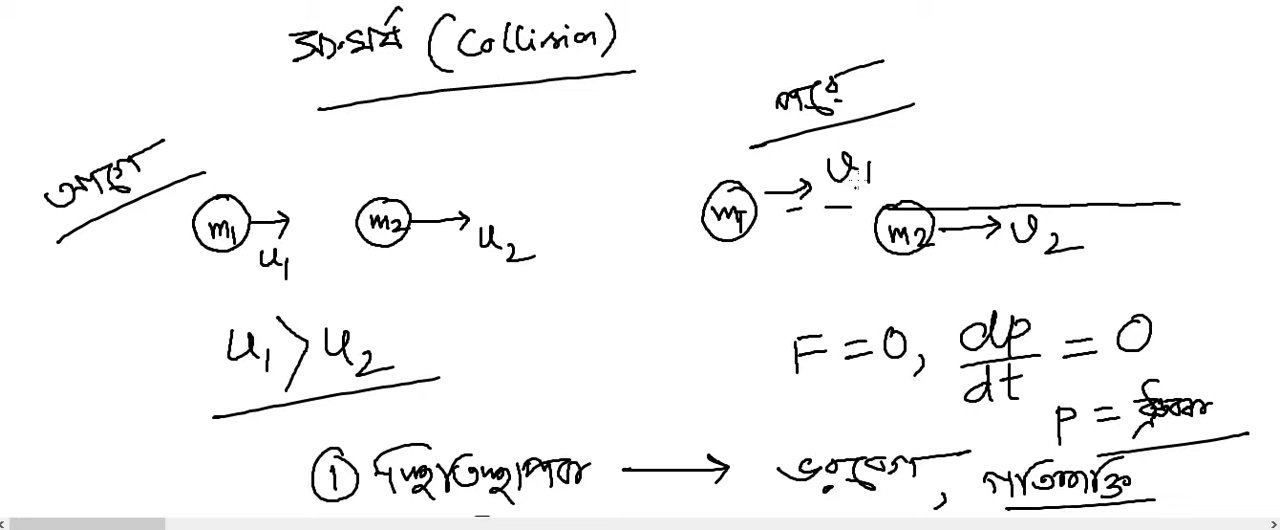 সংঘর্ষ (Collision)
আগে
পরে
m1 u1 m2 u2
m1 v1 m2 v2
u1 > u2
F = 0, dp/dt = 0
p = ধ্রুবক
① স্থিতিস্থাপক → ভরবেগ, গতিশক্তি